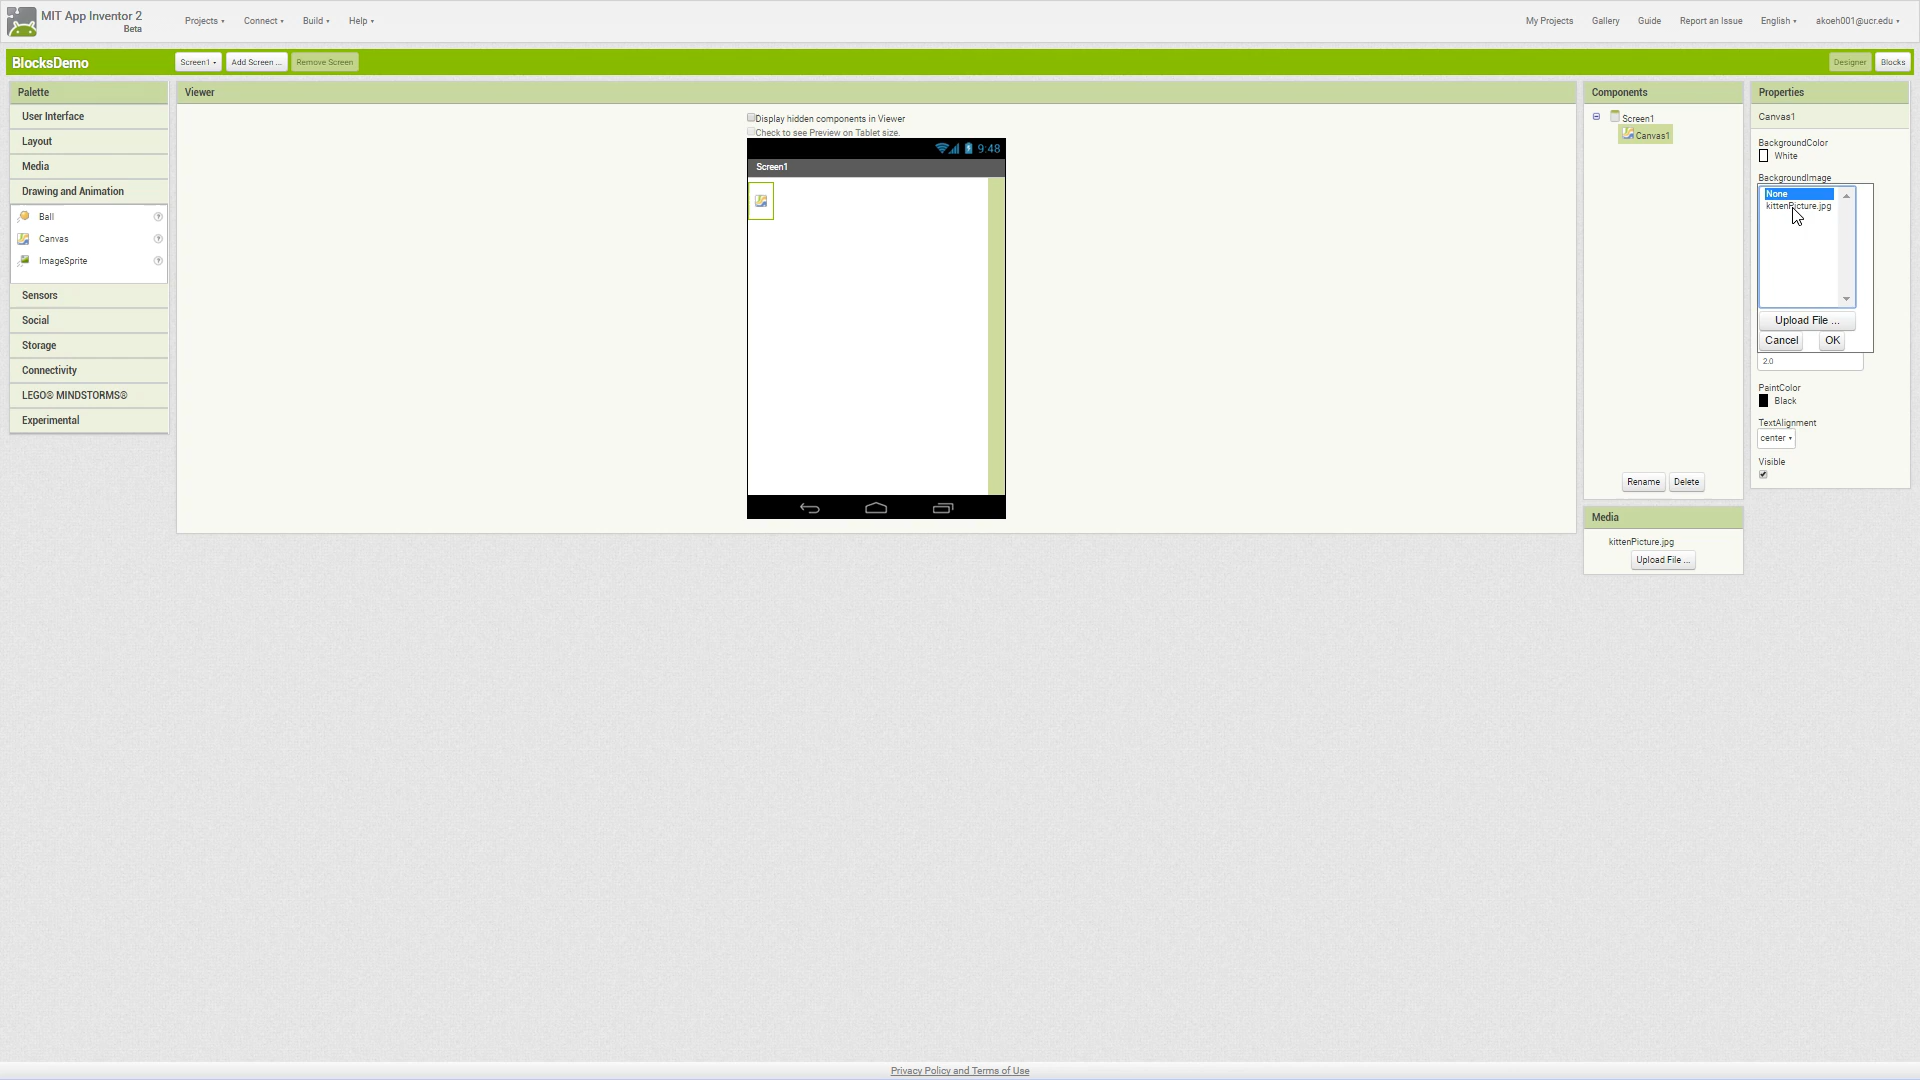 MIT App Inventor 2
Beta
Projects
Connect
Build
Help
My Projects
Gallery
Guide
Report an Issue
English
akoeh001@ucr.edu
BlocksDemo
Screen1
Add Screen ...
Remove Screen
Designer
Blocks
Palette
User Interface
Layout
Media
Drawing and Animation
Ball
?
Canvas
?
ImageSprite
?
Sensors
Social
Storage
Connectivity
LEGO® MINDSTORMS®
Experimental
Viewer
Display hidden components in Viewer
Check to see Preview on Tablet size.
9:48
Screen1
Components
Screen1
Canvas1
Rename
Delete
Media
kittenPicture.jpg
Upload File ...
Properties
Canvas1
BackgroundColor
White
BackgroundImage
None
kittenPicture.jpg
Upload File ...
Cancel
OK
2.0
PaintColor
Black
TextAlignment
center
Visible
Privacy Policy and Terms of Use